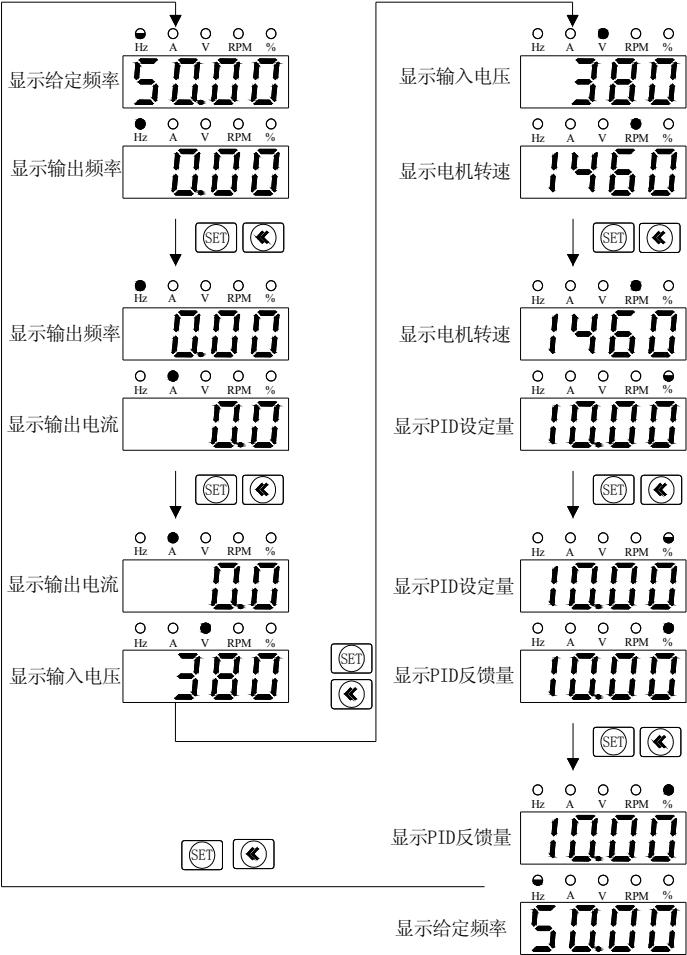 Hz A V RPM %
显示给定频率 50.00
Hz A V RPM %
显示输出频率 0.00
SET
Hz A V RPM %
显示输出频率 0.00
Hz A V RPM %
显示输出电流 0.0
SET
Hz A V RPM %
显示输出电流 0.0
Hz A V RPM %
显示输入电压 380
SET
Hz A V RPM %
显示输入电压 380
Hz A V RPM %
显示电机转速 1460
SET
Hz A V RPM %
显示电机转速 1460
Hz A V RPM %
显示PID设定量 10.00
SET
Hz A V RPM %
显示PID设定量 10.00
Hz A V RPM %
显示PID反馈量 10.00
SET
Hz A V RPM %
显示PID反馈量 10.00
Hz A V RPM %
显示给定频率 50.00
SET